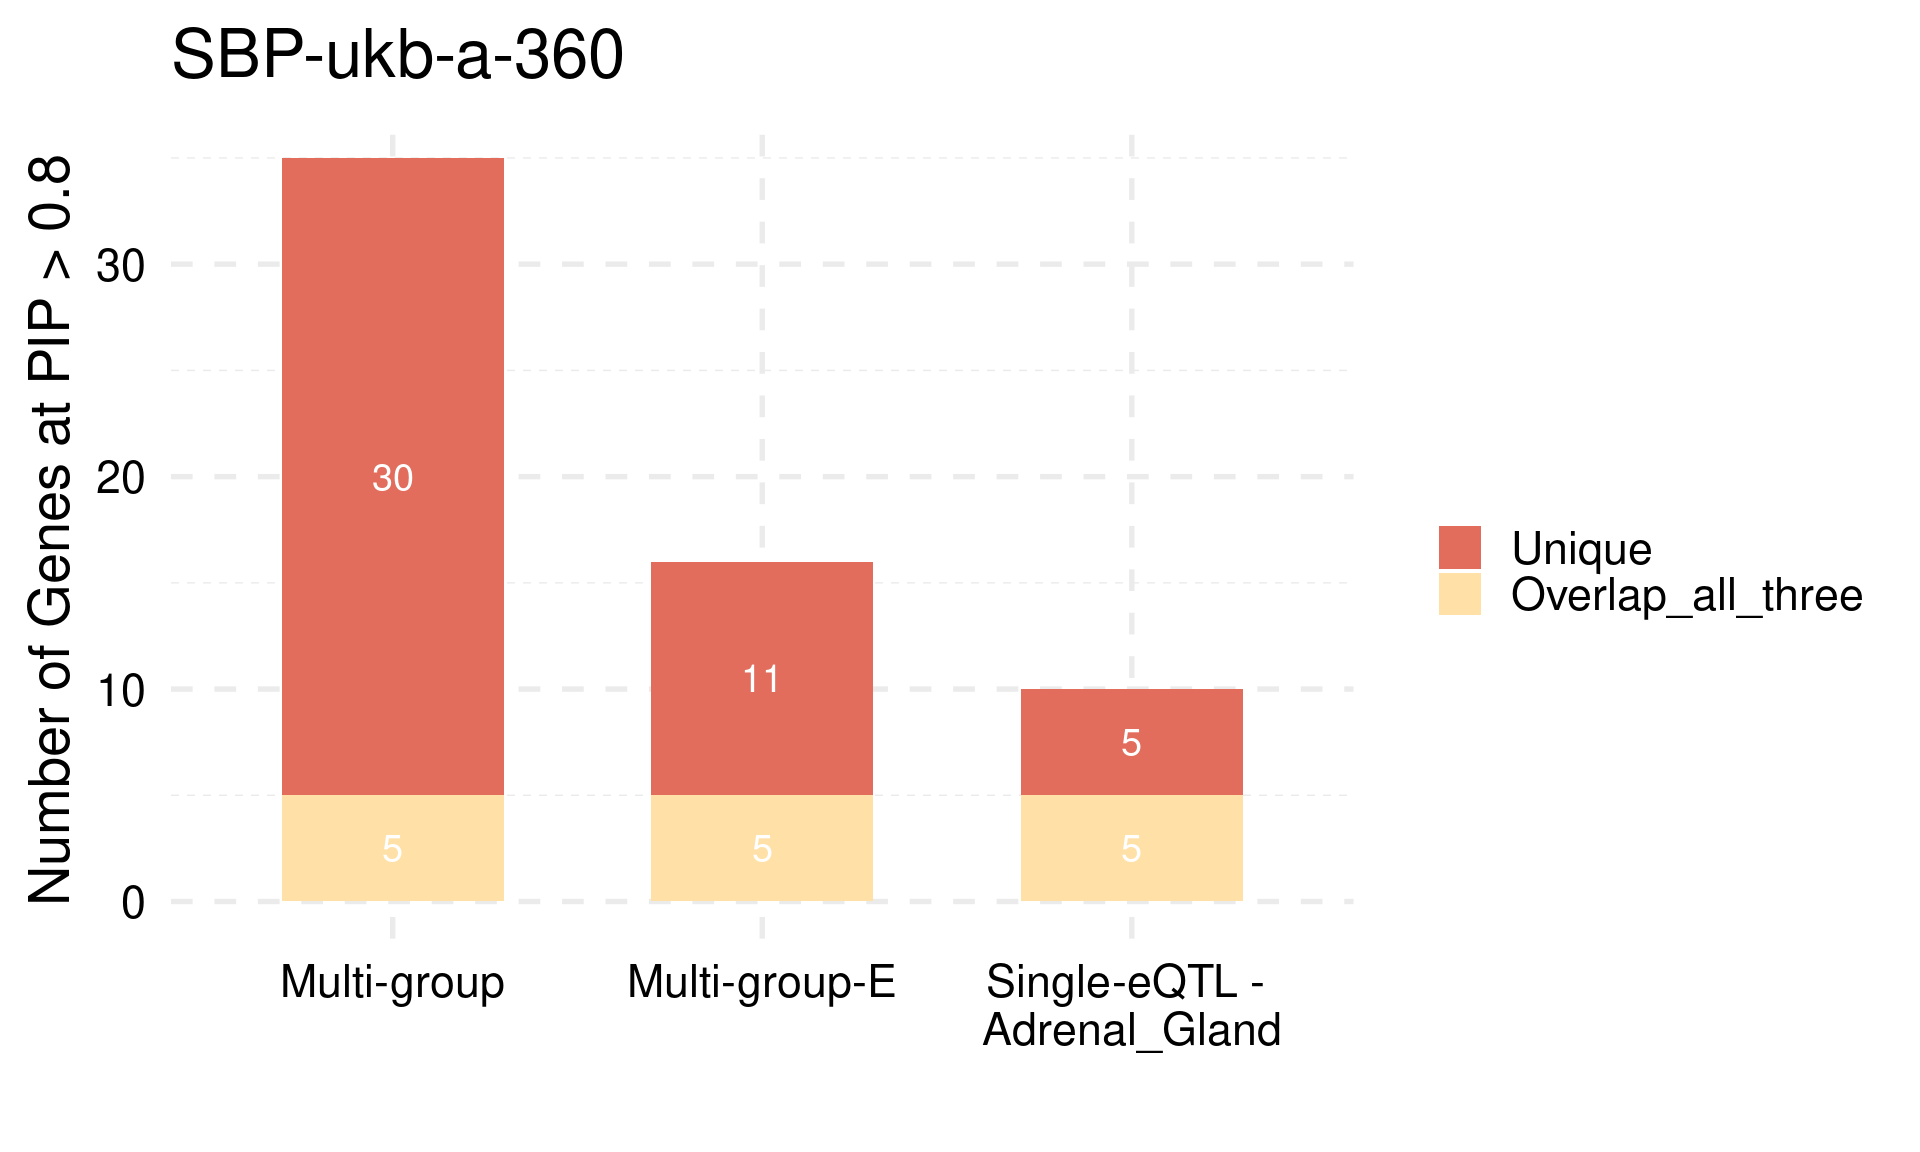 SBP-ukb-a-360
Number of Genes at PIP > 0.8
30
20
10
0
30
5
11
5
5
5
Multi-group
Multi-group-E
Single-eQTL -
Adrenal_Gland
Unique
Overlap_all_three